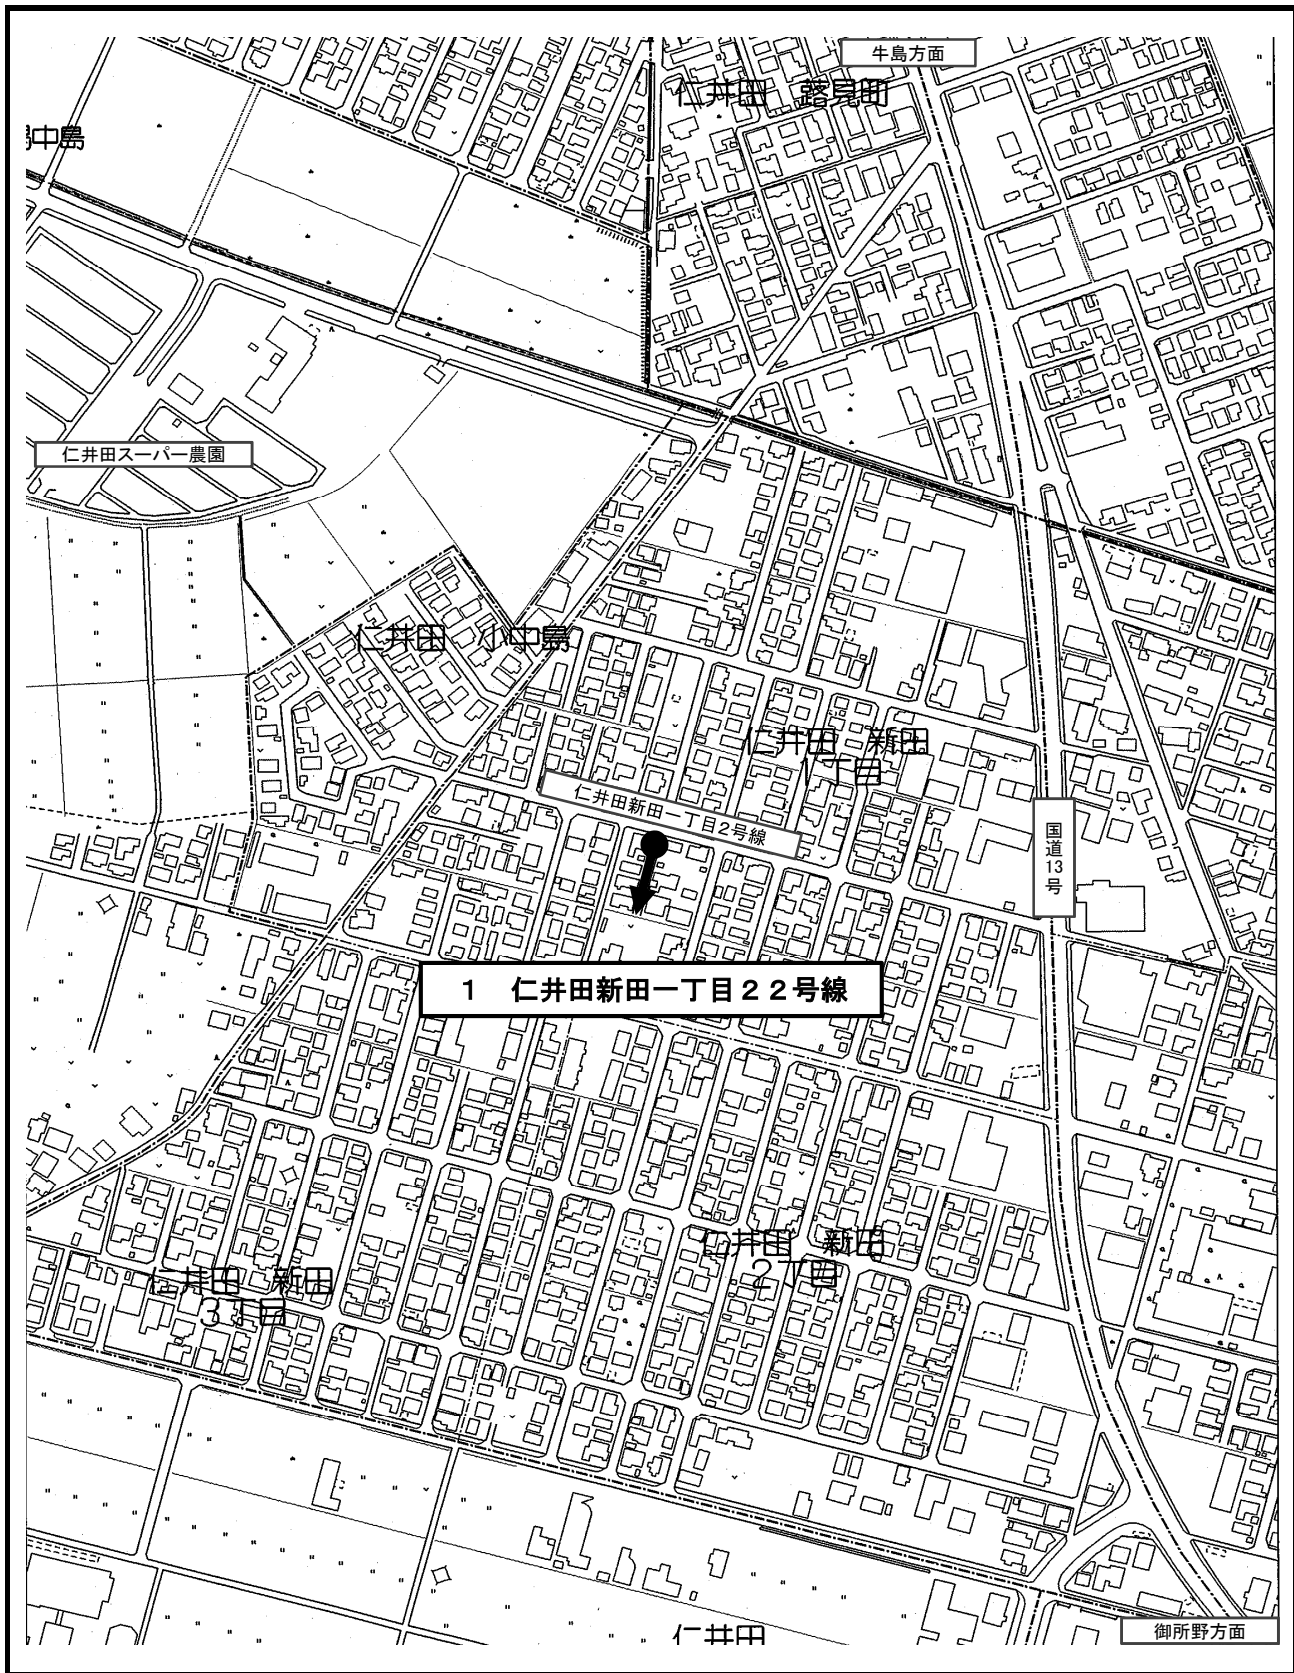 牛島方面
仁井田 蕗見町
中島
仁井田スーパー農園
仁井田 小中島
仁井田 新田
1丁目
仁井田新田一丁目2号線
国道13号
1 仁井田新田一丁目22号線
仁井田 新田
2丁目
仁井田 新田
3丁目
仁井田
御所野方面